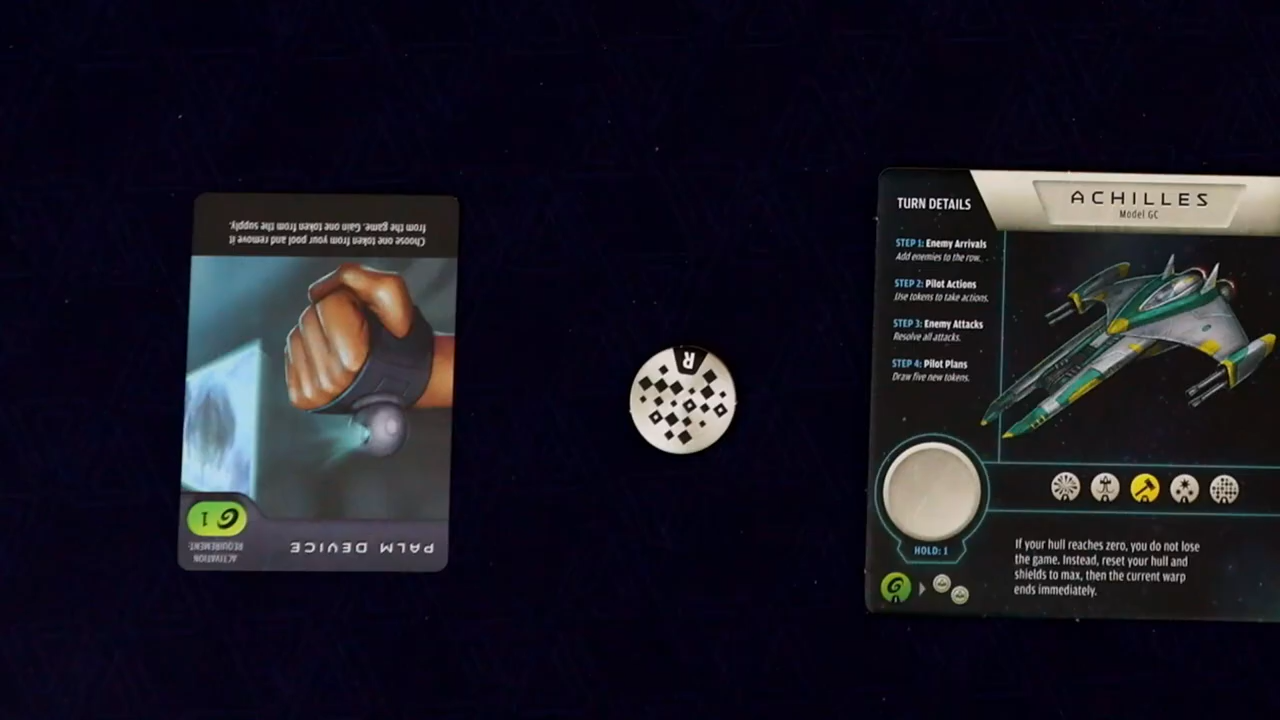 PALM DEVICE
ACTIVATION
REQUIREMENT:
1
Choose one token from your pool and remove it
from the game. Gain one token from the supply.
R
TURN DETAILS
STEP 1: Enemy Arrivals
Add enemies to the row.
STEP 2: Pilot Actions
Use tokens to take actions.
STEP 3: Enemy Attacks
Resolve all attacks.
STEP 4: Pilot Plans
Draw five new tokens.
ACHILLES
Model GC
HOLD: 1
If your hull reaches zero, you do not lose
the game. Instead, reset your hull and
shields to max, then the current warp
ends immediately.